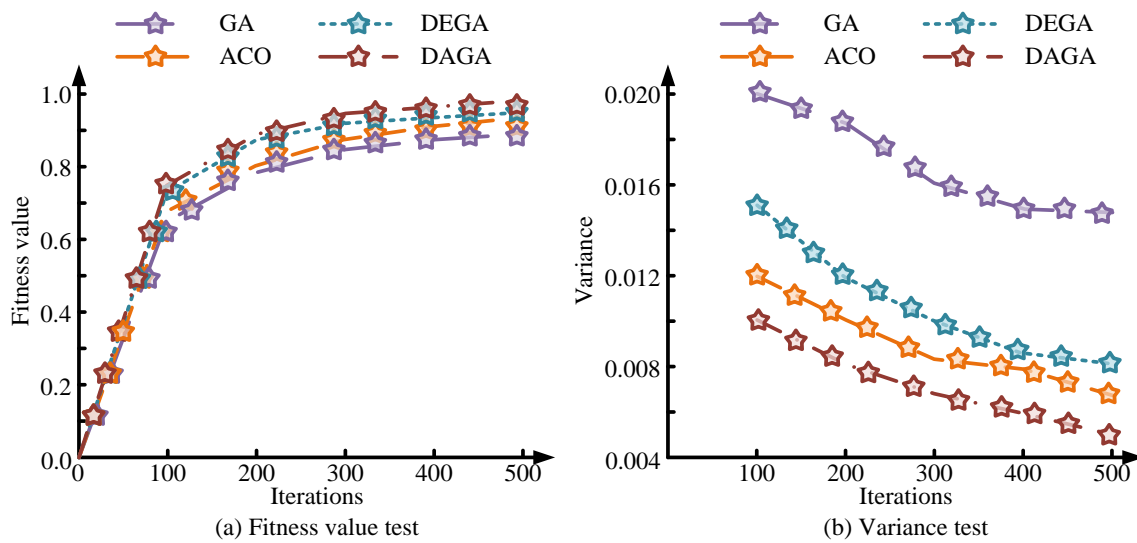 GA
DEGA
ACO
DAGA
1.0
0.8
0.6
0.4
0.2
0.0
Fitness value
0
100
200
300
400
500
Iterations
(a) Fitness value test
GA
DEGA
ACO
DAGA
0.020
0.016
0.012
0.008
0.004
Variance
100
200
300
400
500
Iterations
(b) Variance test